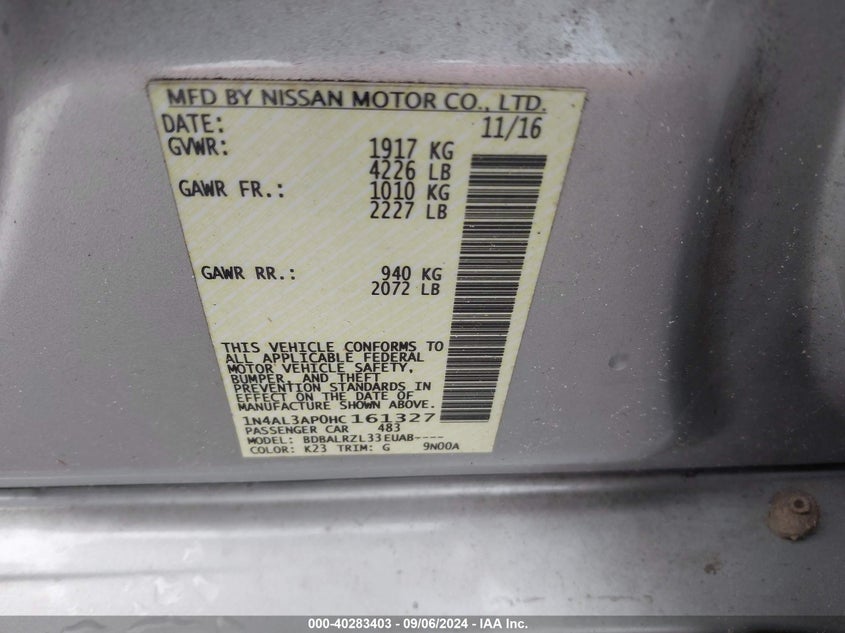 MFD BY NISSAN MOTOR CO., LTD.
DATE: 11/16
GVWR: 1917 KG
4226 LB
GAWR FR.: 1010 KG
2227 LB
GAWR RR.: 940 KG
2072 LB
THIS VEHICLE CONFORMS TO
ALL APPLICABLE FEDERAL
MOTOR VEHICLE SAFETY,
BUMPER, AND THEFT
PREVENTION STANDARDS IN
EFFECT ON THE DATE OF
MANUFACTURE SHOWN ABOVE.
1N4AL3AP0HC161327
PASSENGER CAR 483
MODEL: BDBALRZL33EUAB----
COLOR: K23 TRIM: G 9N00A
000-40283403 - 09/06/2024 - IAA Inc.